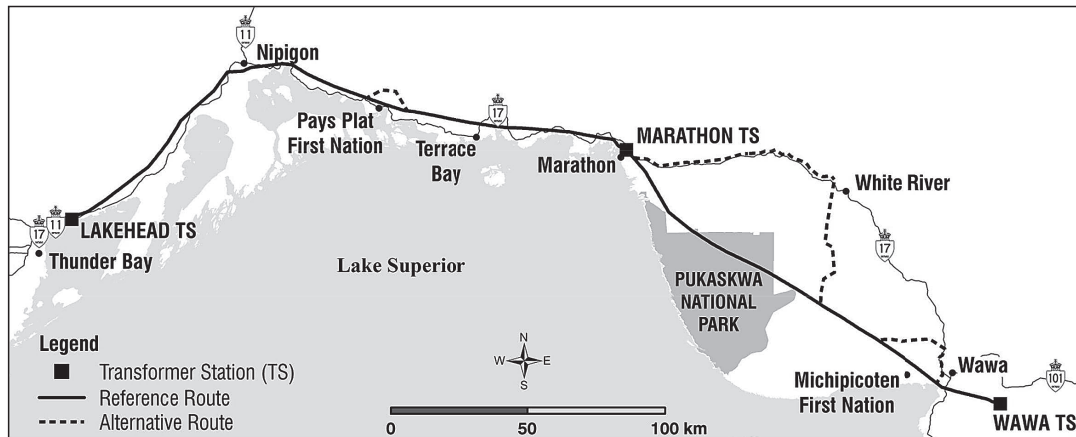 11
Nipigon
17
Pays Plat
First Nation
Terrace
Bay
MARATHON TS
Marathon
White River
17
11
LAKEHEAD TS
17
Thunder Bay
Lake Superior
PUKASKWA
NATIONAL
PARK
Legend
Transformer Station (TS)
Reference Route
Alternative Route
N
W
E
S
0
50
100 km
Michipicoten
First Nation
Wawa
101
WAWA TS